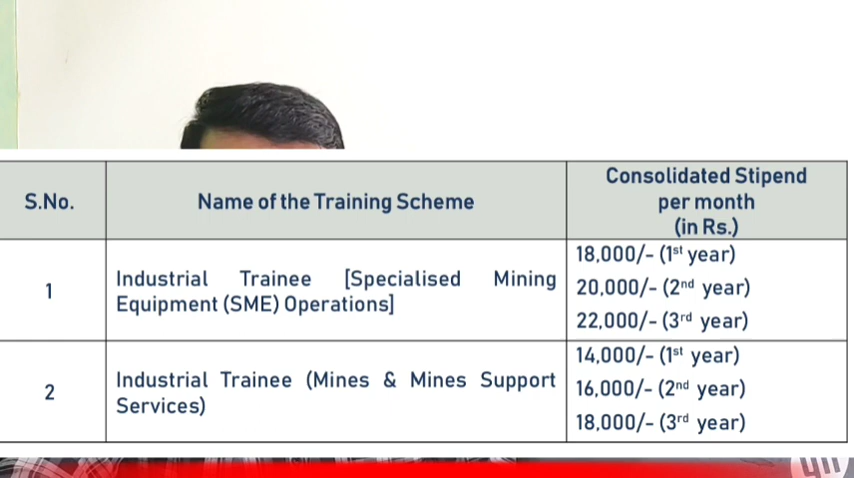 S.No.
Name of the Training Scheme
Consolidated Stipend
per month
(in Rs.)
1
Industrial Trainee [Specialised Mining
Equipment (SME) Operations]
18,000/- (1st year)
20,000/- (2nd year)
22,000/- (3rd year)
2
Industrial Trainee (Mines & Mines Support
Services)
14,000/- (1st year)
16,000/- (2nd year)
18,000/- (3rd year)